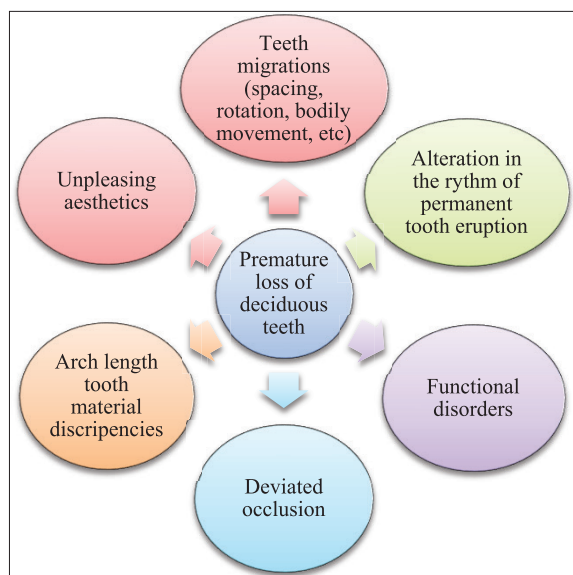 Teeth
migrations
(spacing,
rotation, bodily
movement, etc)
Unpleasing
aesthetics
Alteration in
the rythm of
permanent
tooth eruption
Premature
loss of
deciduous
teeth
Arch length
tooth
material
discripencies
Functional
disorders
Deviated
occlusion